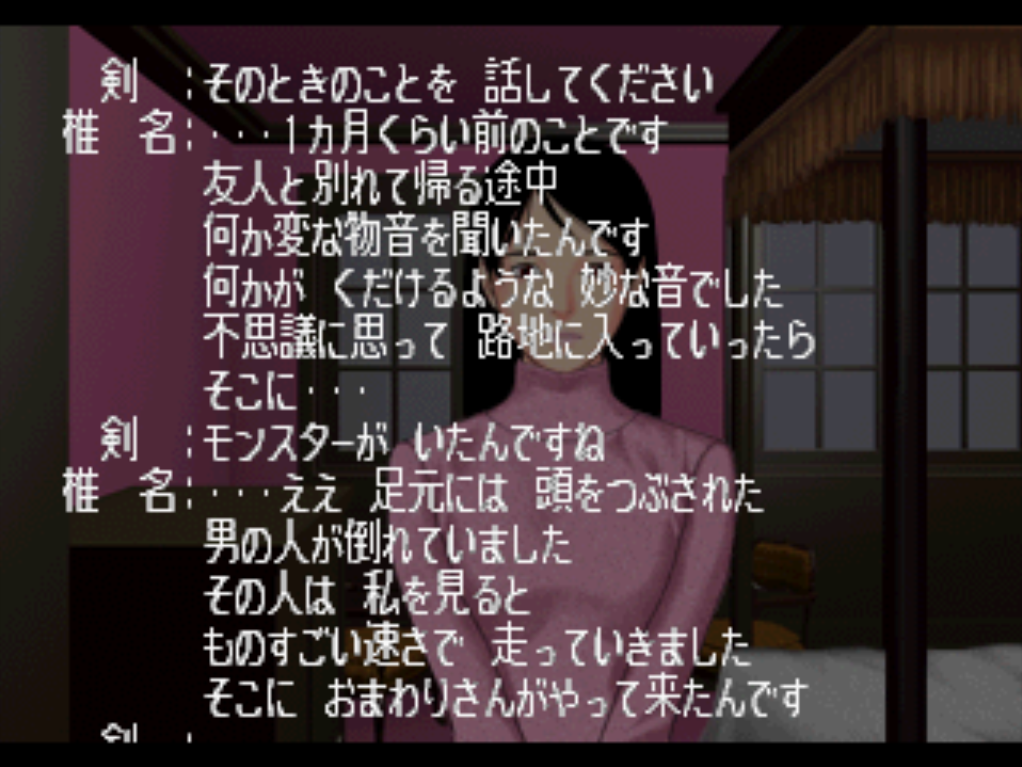 剣　:そのときのことを 話してください
椎　名:・・・１カ月くらい前のことです
友人と別れて帰る途中
何か変な物音を聞いたんです
何かが くだけるような 妙な音でした
不思議に思って 路地に入っていったら
そこに・・・
剣　:モンスターが いたんですね
椎　名:・・・ええ 足元には 頭をつぶされた
男の人が倒れていました
その人は 私を見ると
ものすごい速さで 走っていきました
そこに おまわりさんがやって来たんです
剣　: